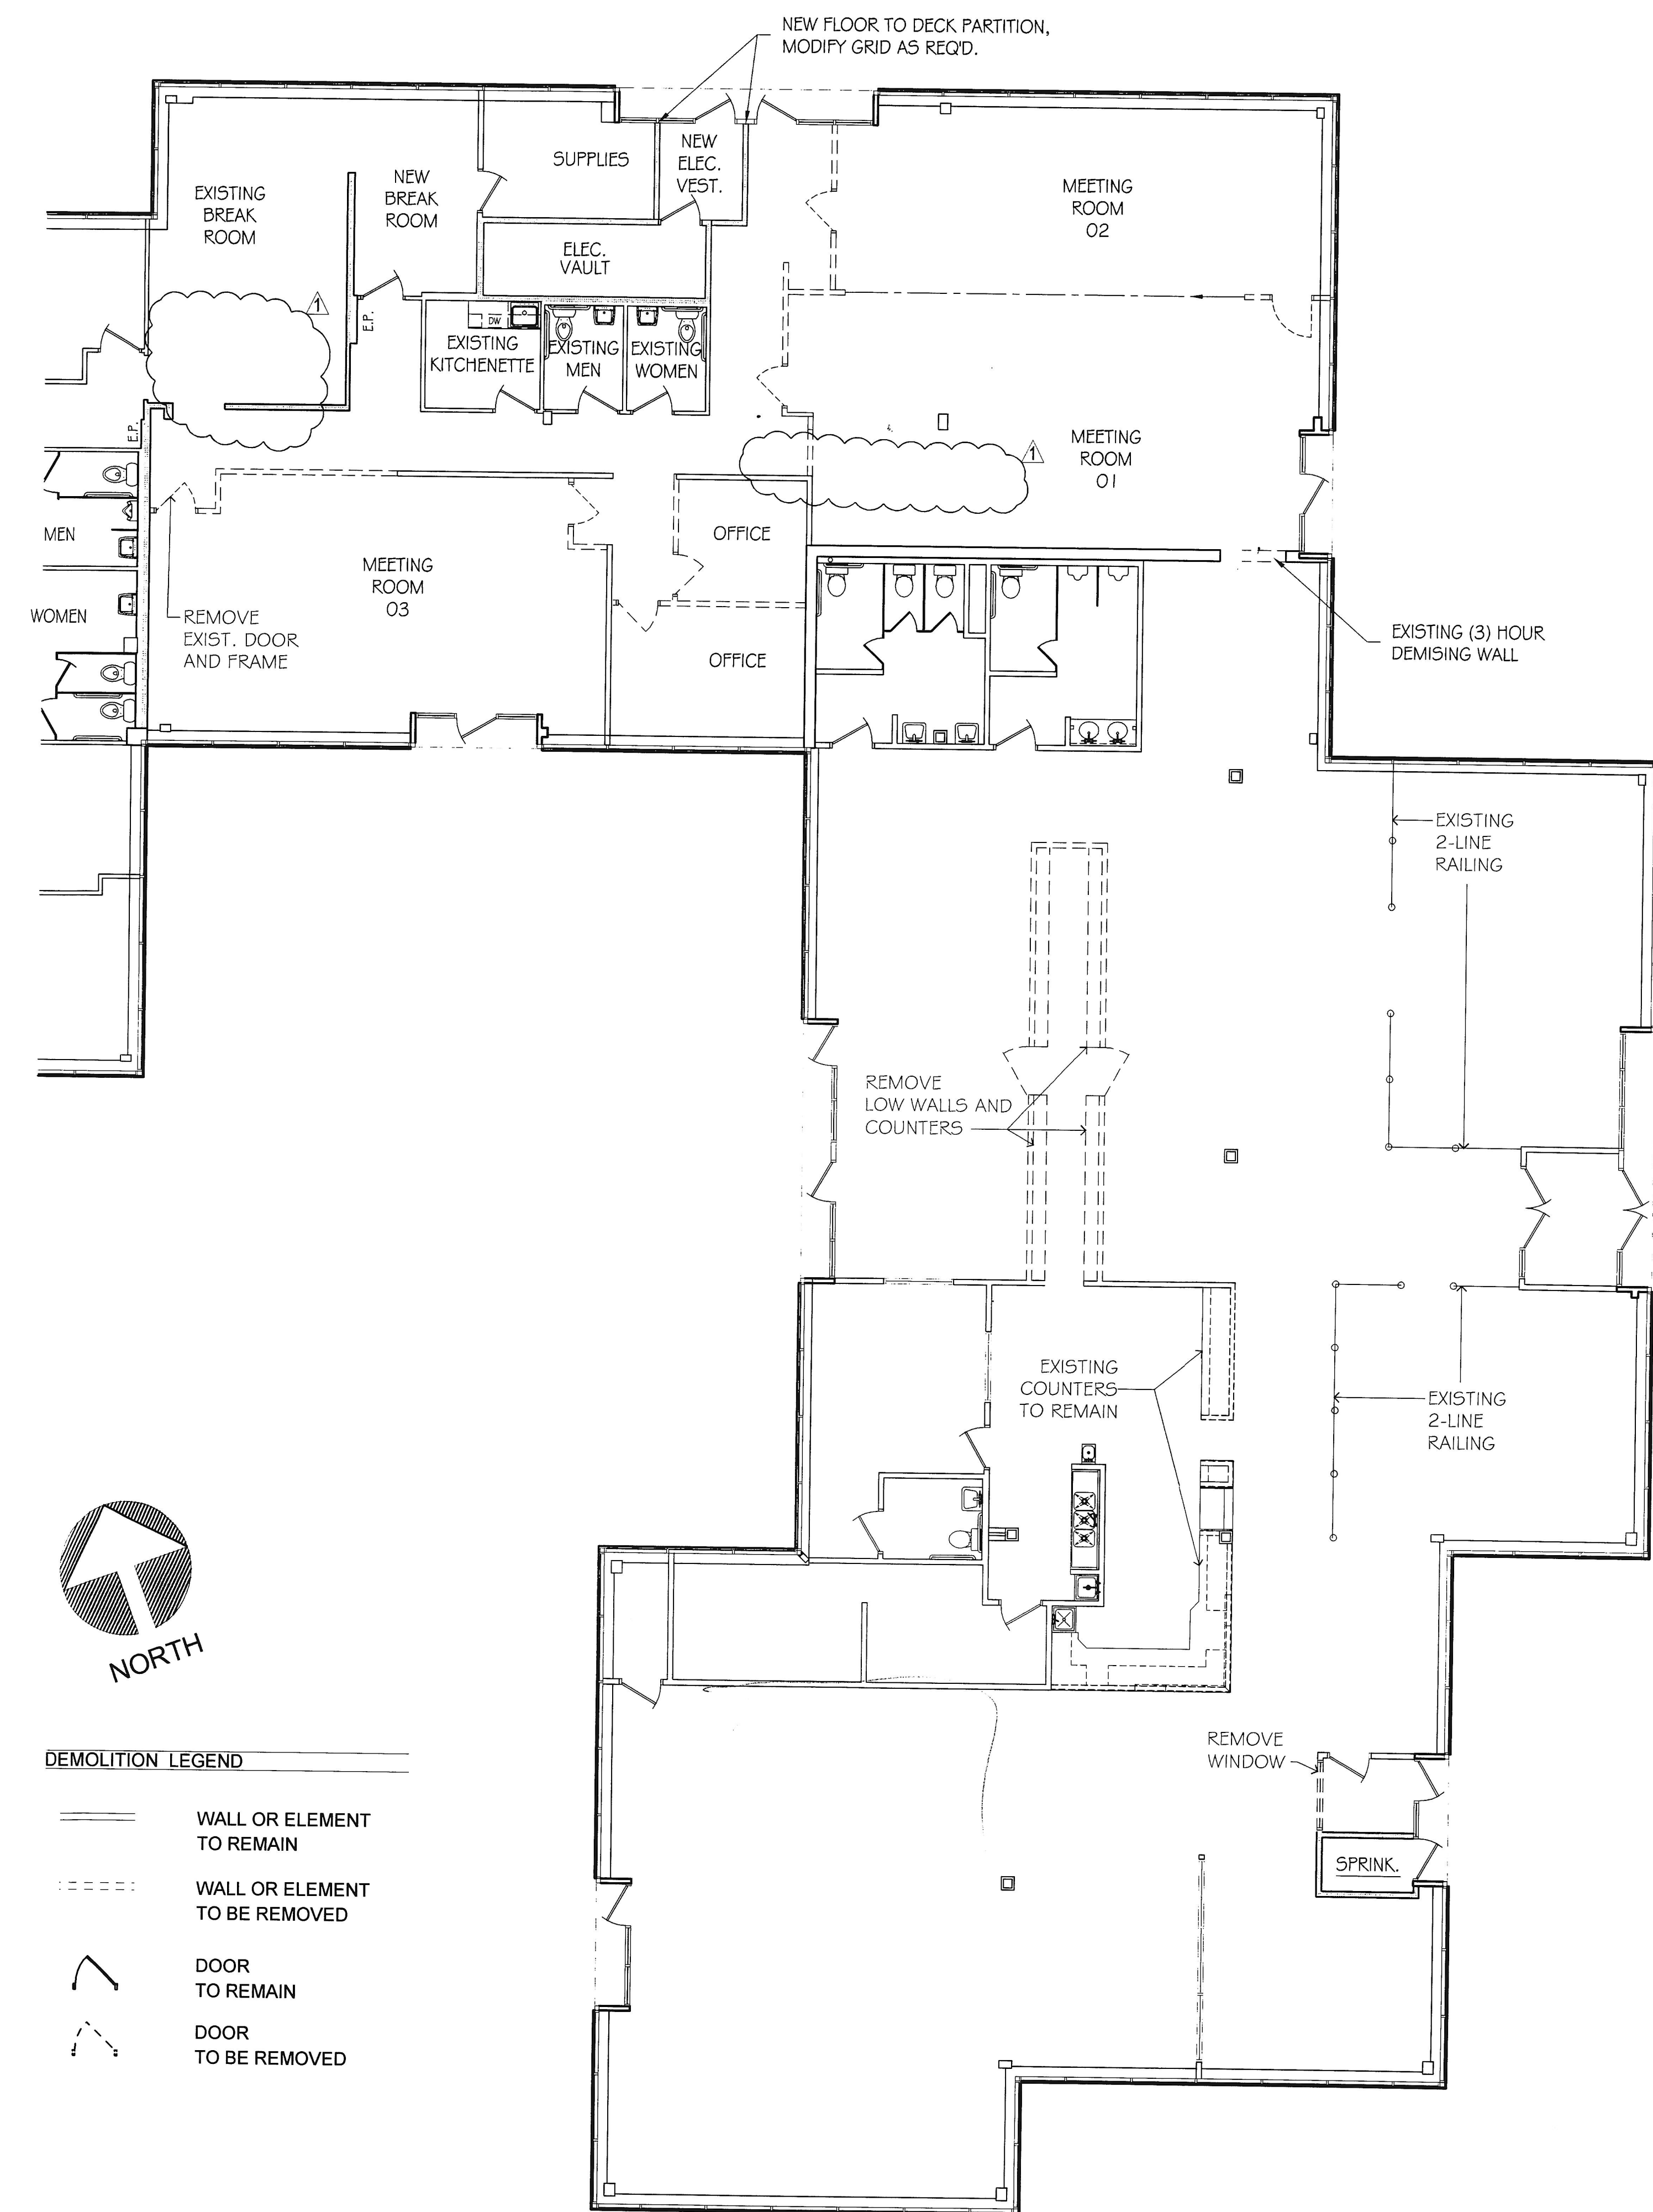 NEW FLOOR TO DECK PARTITION,
MODIFY GRID AS REQ'D.
EXISTING
BREAK
ROOM
NEW
BREAK
ROOM
SUPPLIES
NEW
ELEC.
VEST.
ELEC.
VAULT
MEETING
ROOM
02
1
E.P.
DW
EXISTING
KITCHENETTE
EXISTING
MEN
EXISTING
WOMEN
E.P.
MEETING
ROOM
01
1
MEN
WOMEN
MEETING
ROOM
03
OFFICE
OFFICE
REMOVE
EXIST. DOOR
AND FRAME
EXISTING (3) HOUR
DEMISING WALL
EXISTING
2-LINE
RAILING
REMOVE
LOW WALLS AND
COUNTERS
EXISTING
COUNTERS
TO REMAIN
EXISTING
2-LINE
RAILING
NORTH
REMOVE
WINDOW
SPRINK.
DEMOLITION LEGEND
WALL OR ELEMENT
TO REMAIN
WALL OR ELEMENT
TO BE REMOVED
DOOR
TO REMAIN
DOOR
TO BE REMOVED